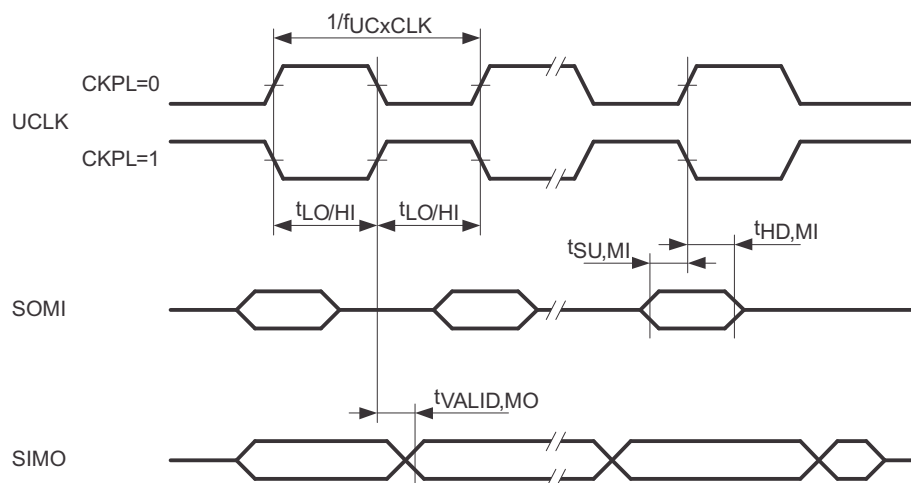 1/fUCxCLK
CKPL=0
UCLK
CKPL=1
tLO/HI tLO/HI
tSU,MI tHD,MI
SOMI
tVALID,MO
SIMO